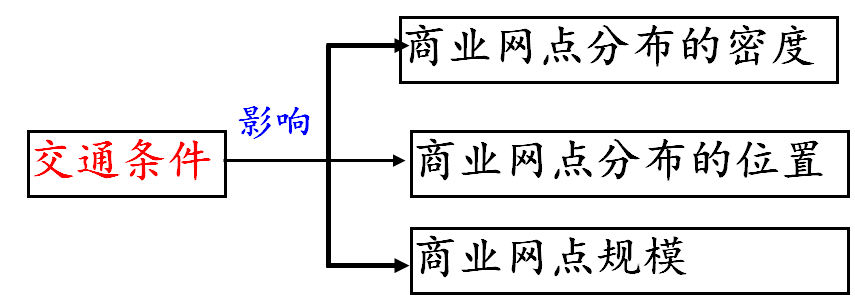 商业网点分布的密度
影响
交通条件
商业网点分布的位置
商业网点规模